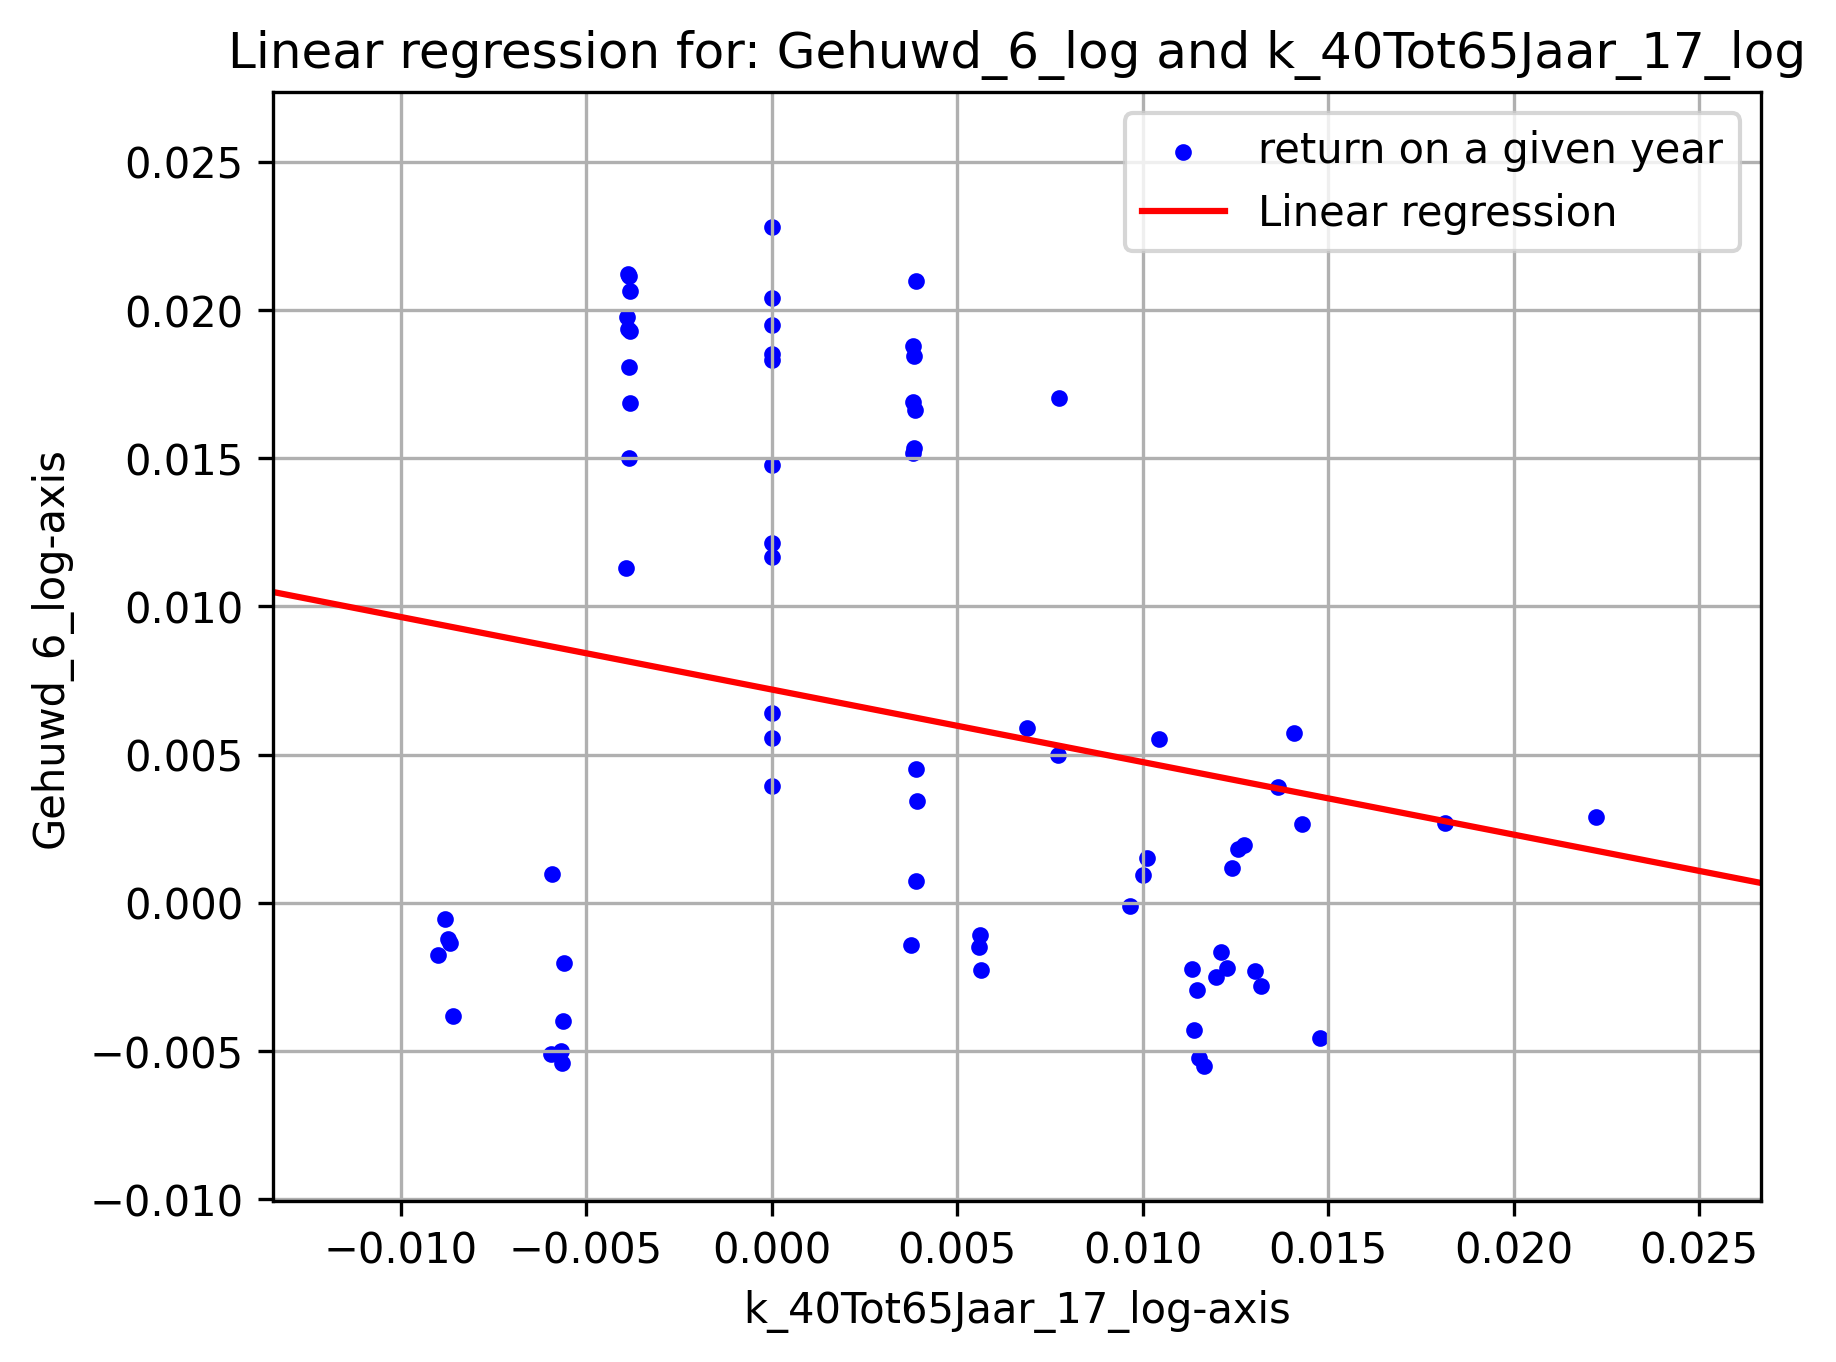 Linear regression for: Gehuwd_6_log and k_40Tot65Jaar_17_log
return on a given year
Linear regression
0.025
0.020
0.015
0.010
0.005
0.000
−0.005
−0.010
Gehuwd_6_log-axis
−0.010 −0.005 0.000 0.005 0.010 0.015 0.020 0.025
k_40Tot65Jaar_17_log-axis